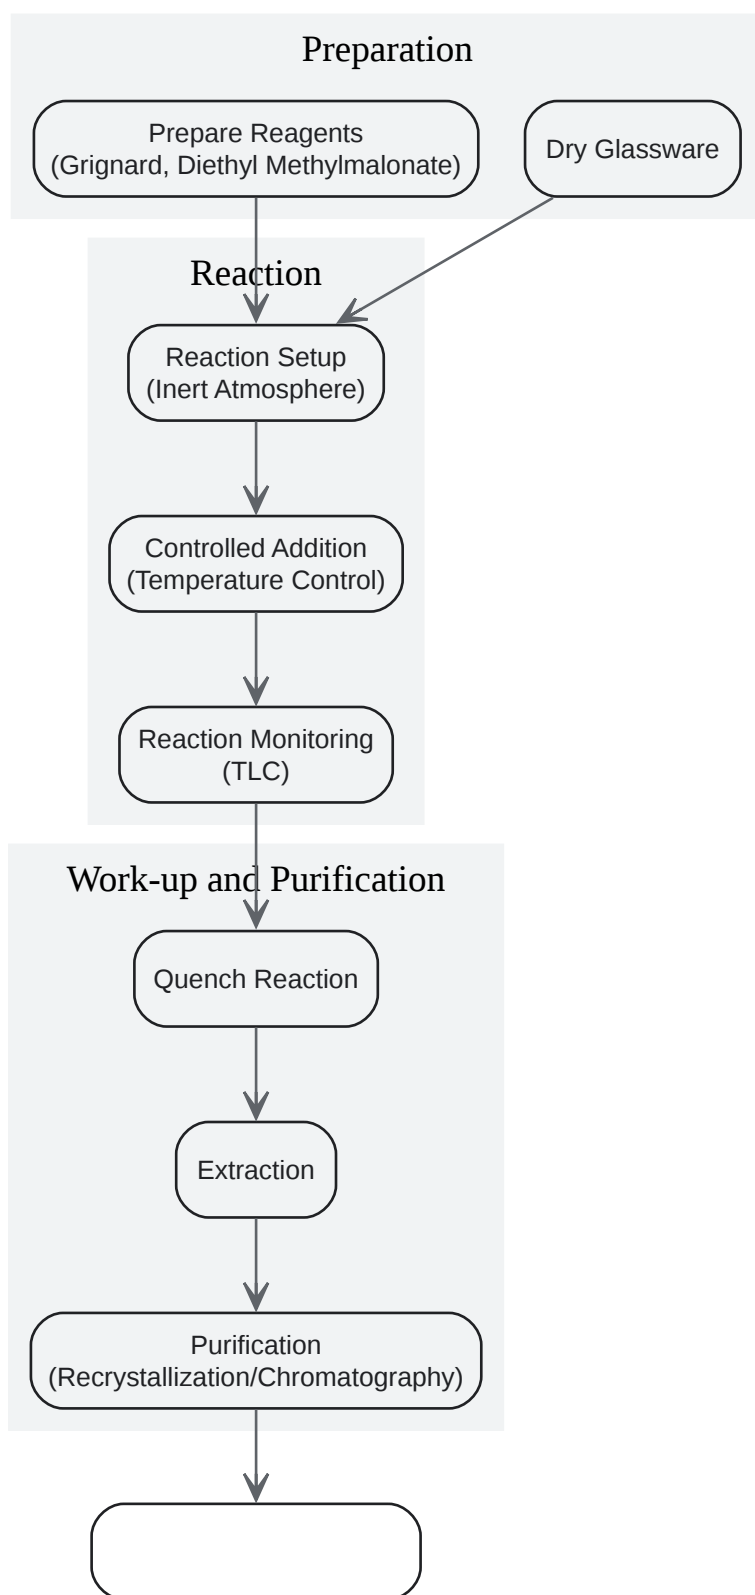 Preparation
Prepare Reagents
(Grignard, Diethyl Methylmalonate)
Dry Glassware
Reaction
Reaction Setup
(Inert Atmosphere)
Controlled Addition
(Temperature Control)
Reaction Monitoring
(TLC)
Work-up and Purification
Quench Reaction
Extraction
Purification
(Recrystallization/Chromatography)